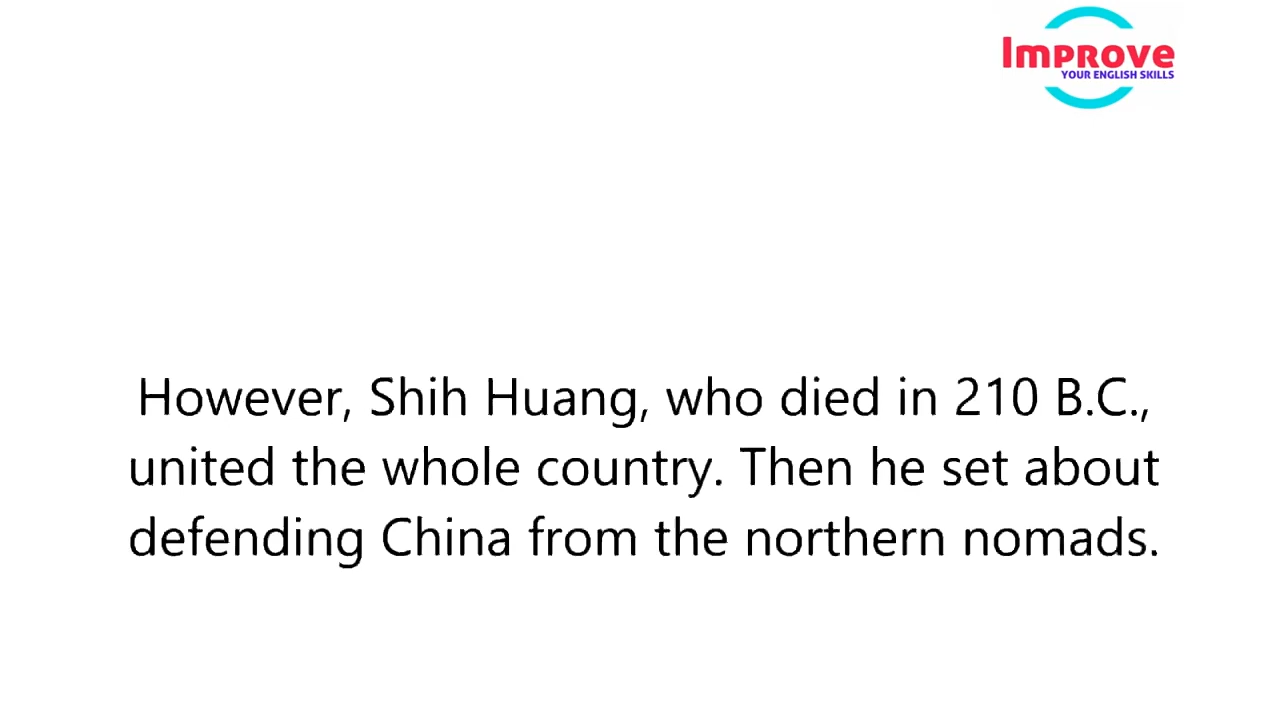 Improve
YOUR ENGLISH SKILLS
However, Shih Huang, who died in 210 B.C.,
united the whole country. Then he set about
defending China from the northern nomads.